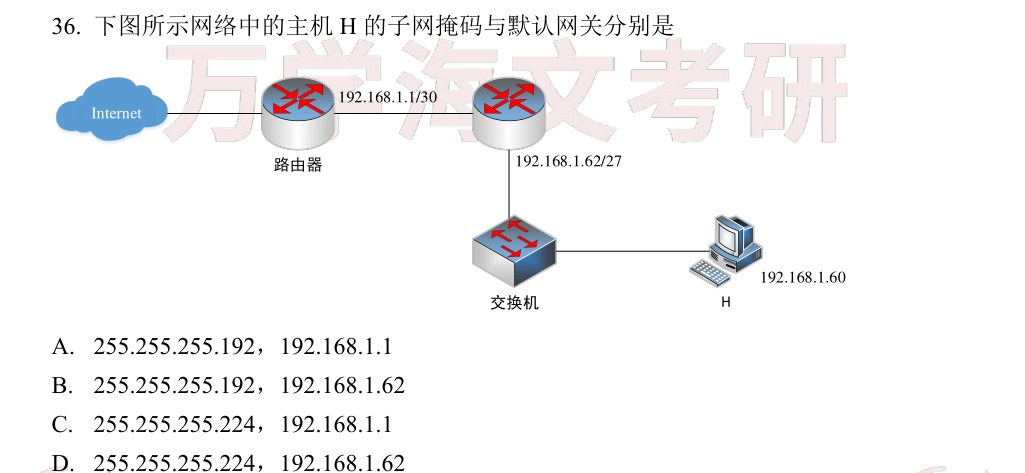 36. 下图所示网络中的主机 H 的子网掩码与默认网关分别是
万学海文考研
Internet
192.168.1.1/30
路由器
192.168.1.62/27
192.168.1.60
交换机
H
A. 255.255.255.192，192.168.1.1
B. 255.255.255.192，192.168.1.62
C. 255.255.255.224，192.168.1.1
D. 255.255.255.224，192.168.1.62